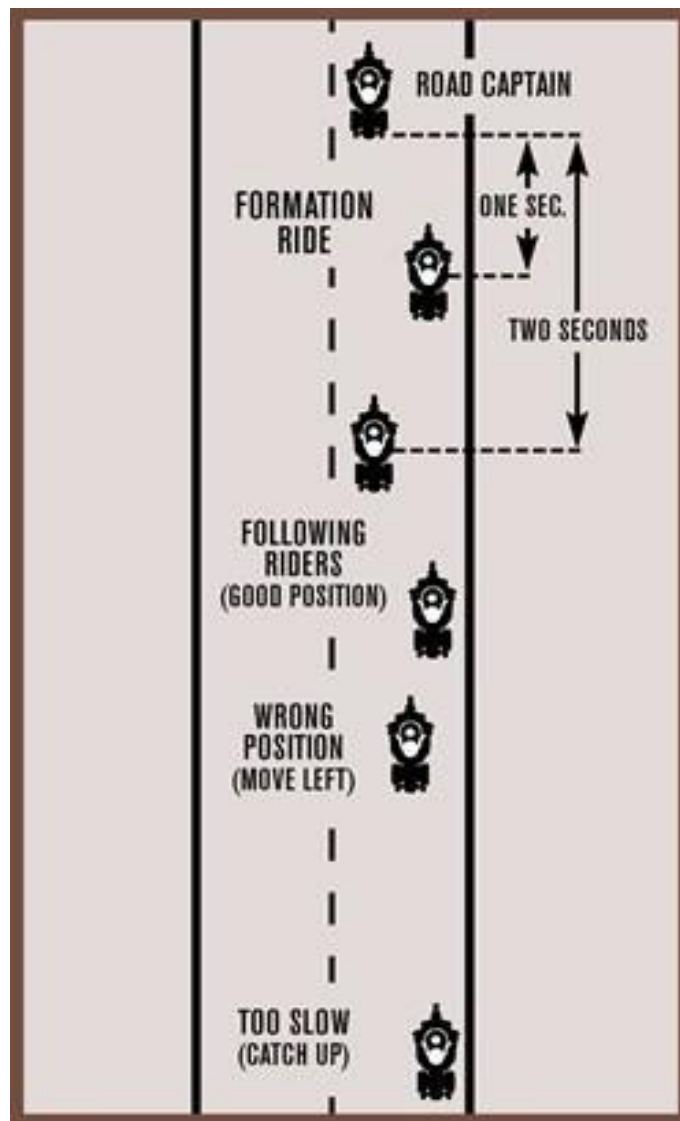 ROAD CAPTAIN
FORMATION
RIDE
ONE SEC.
TWO SECONDS
FOLLOWING
RIDERS
(GOOD POSITION)
WRONG
POSITION
(MOVE LEFT)
TOO SLOW
(CATCH UP)